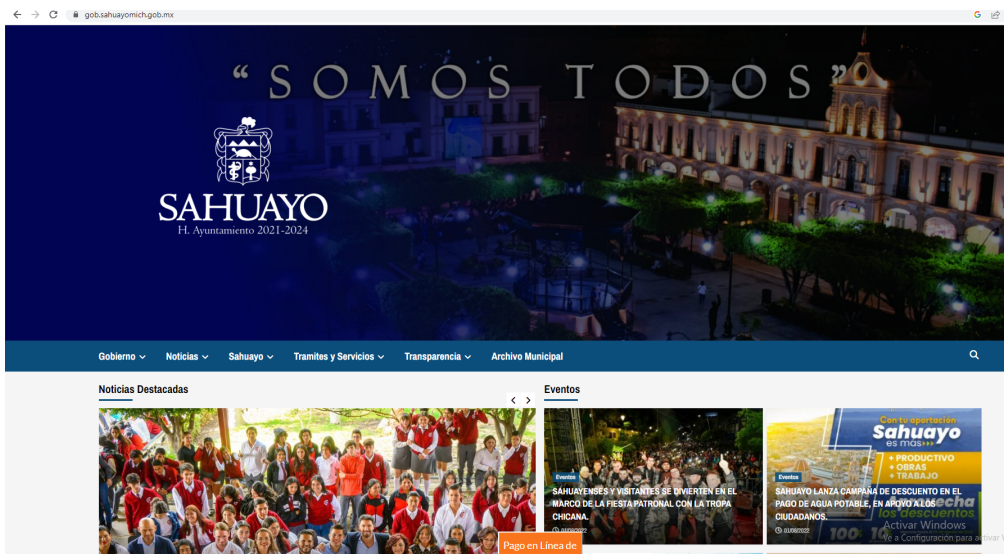 gob.sahuayomich.gob.mx
“SOMOS TODOS”
SAHUAYO
H. Ayuntamiento 2021-2024
Gobierno
Noticias
Sahuayo
Tramites y Servicios
Transparencia
Archivo Municipal
Noticias Destacadas
Eventos
Eventos
SAHUAYENSES Y VISITANTES SE DIVIERTEN EN EL
MARCO DE LA FIESTA PATRONAL CON LA TROPA
CHICANA.
Con tu aportación
Sahuayo
es más
+ PRODUCTIVO
+ OBRAS
+ TRABAJO
Eventos
SAHUAYO LANZA CAMPAÑA DE DESCUENTO EN EL
PAGO DE AGUA POTABLE, EN APOYO A LOS
CIUDADANOS.
los descuentos
Activar Windows
Ve a Configuración para activar
Pago en Línea de